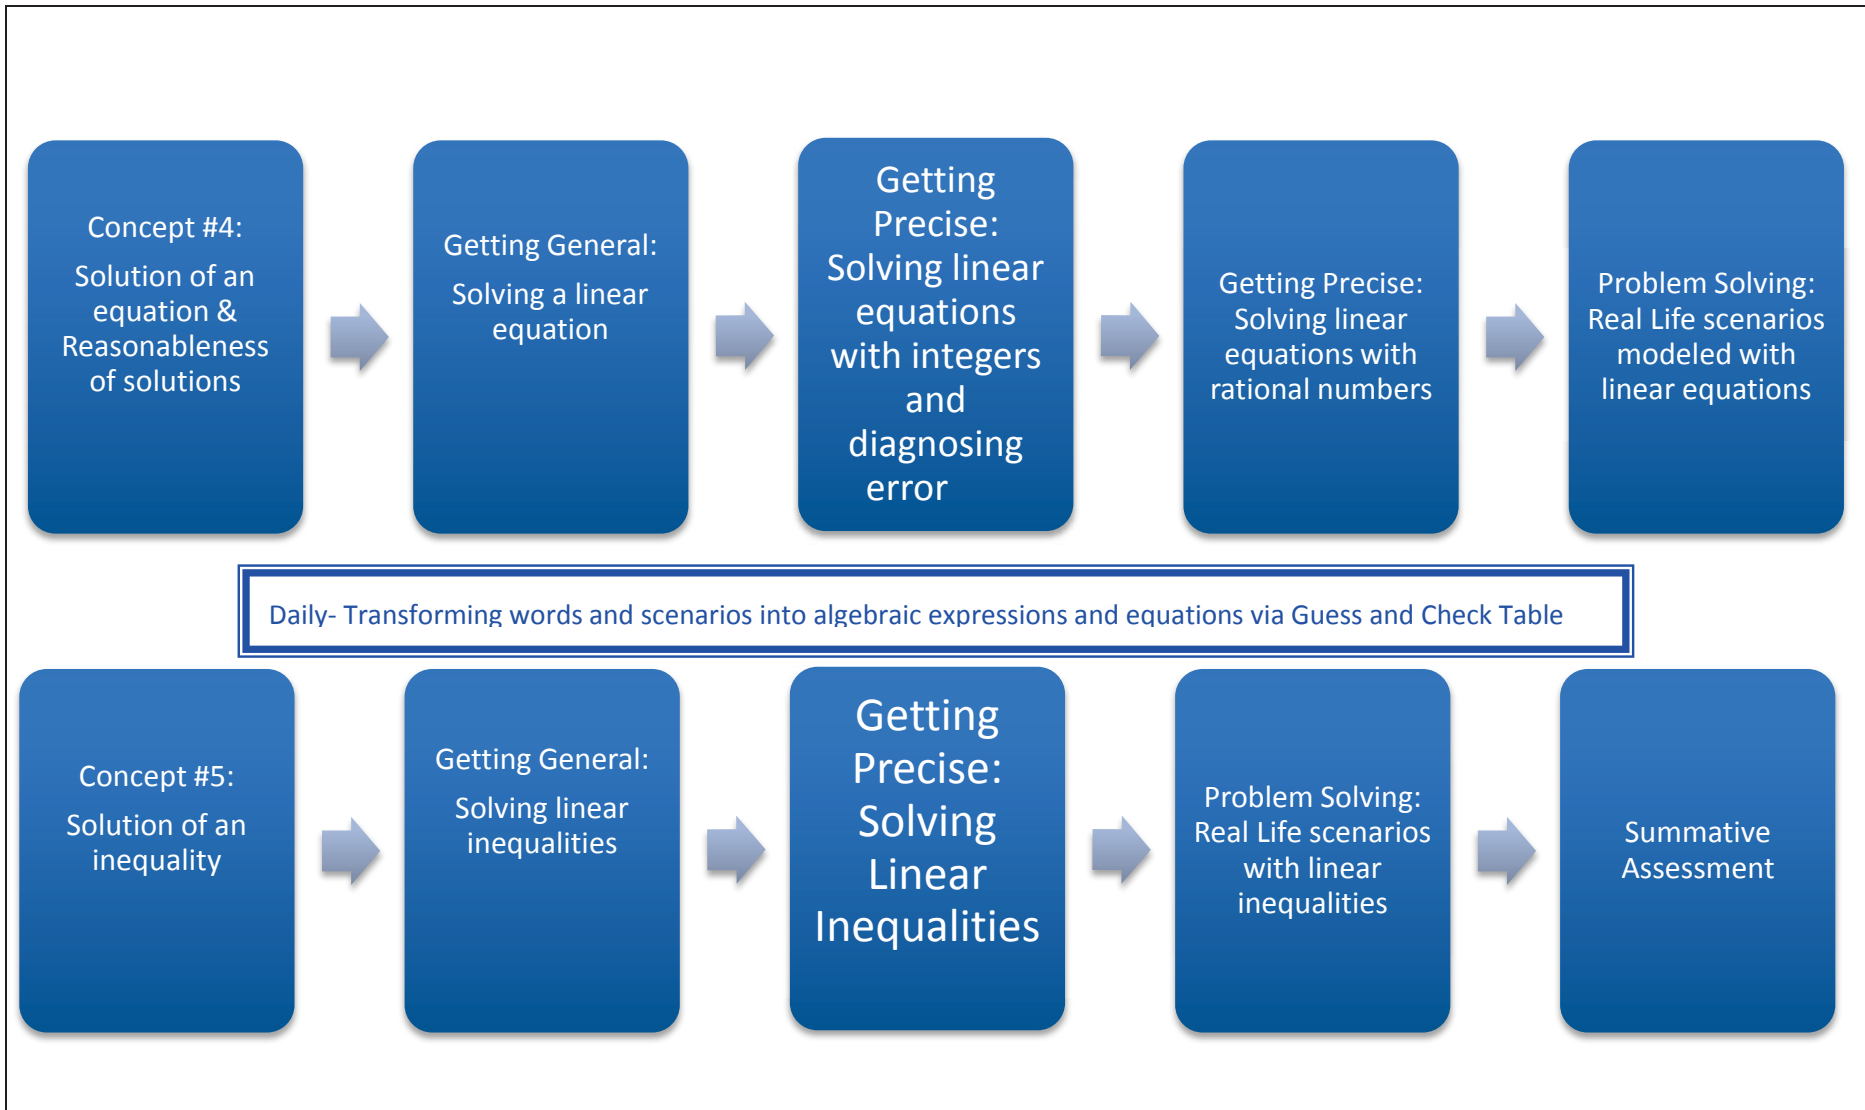 Concept #4:
Solution of an
equation &
Reasonableness
of solutions
Getting General:
Solving a linear
equation
Getting
Precise:
Solving linear
equations
with integers
and
diagnosing
error
Getting Precise:
Solving linear
equations with
rational numbers
Problem Solving:
Real Life scenarios
modeled with
linear equations
Daily- Transforming words and scenarios into algebraic expressions and equations via Guess and Check Table
Concept #5:
Solution of an
inequality
Getting General:
Solving linear
inequalities
Getting
Precise:
Solving
Linear
Inequalities
Problem Solving:
Real Life scenarios
with linear
inequalities
Summative
Assessment